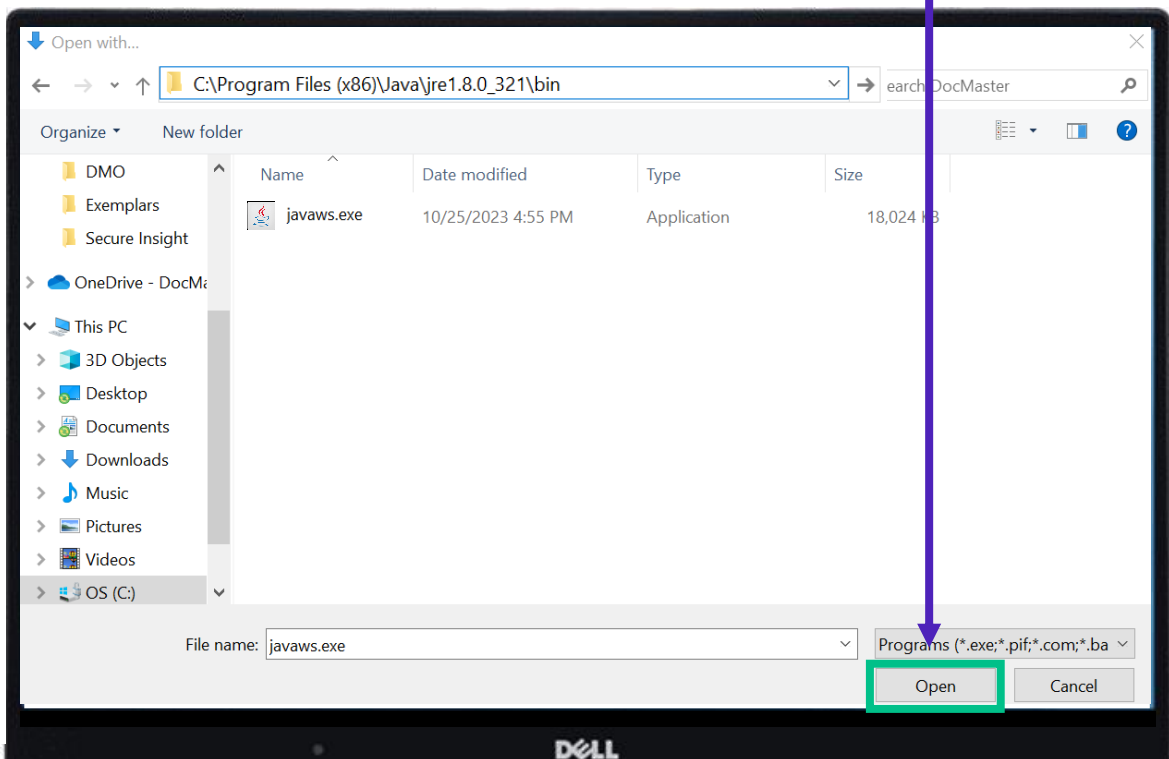 Open with...
C:\Program Files (x86)\Java\jre1.8.0_321\bin
earch DocMaster
Organize
New folder
Name
Date modified
Type
Size
javaws.exe
10/25/2023 4:55 PM
Application
18,024 KB
DMO
Exemplars
Secure Insight
OneDrive - DocMa
This PC
3D Objects
Desktop
Documents
Downloads
Music
Pictures
Videos
OS (C:)
File name:
javaws.exe
Programs (*.exe;*.pif;*.com;*.ba
Open
Cancel
DELL